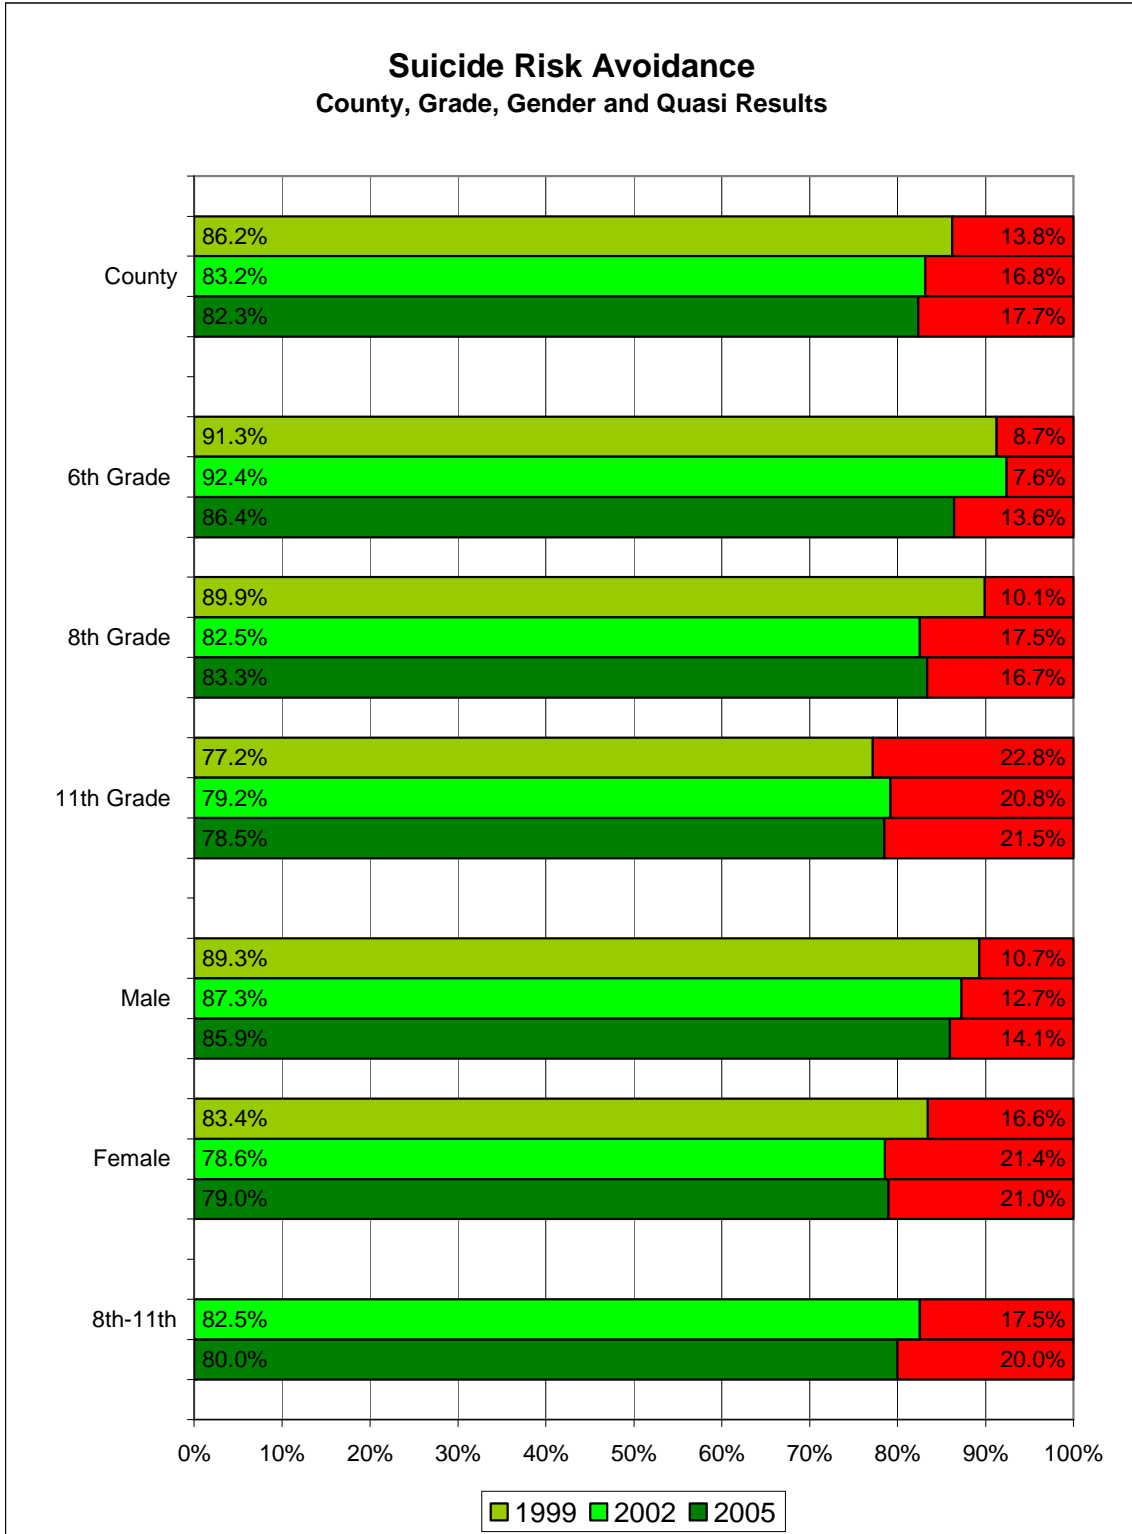 Suicide Risk Avoidance
County, Grade, Gender and Quasi Results
86.2% 13.8%
County 83.2% 16.8%
82.3% 17.7%
91.3% 8.7%
6th Grade 92.4% 7.6%
86.4% 13.6%
89.9% 10.1%
8th Grade 82.5% 17.5%
83.3% 16.7%
77.2% 22.8%
11th Grade 79.2% 20.8%
78.5% 21.5%
89.3% 10.7%
Male 87.3% 12.7%
85.9% 14.1%
83.4% 16.6%
Female 78.6% 21.4%
79.0% 21.0%
8th-11th 82.5% 17.5%
80.0% 20.0%
0% 10% 20% 30% 40% 50% 60% 70% 80% 90% 100%
1999 2002 2005